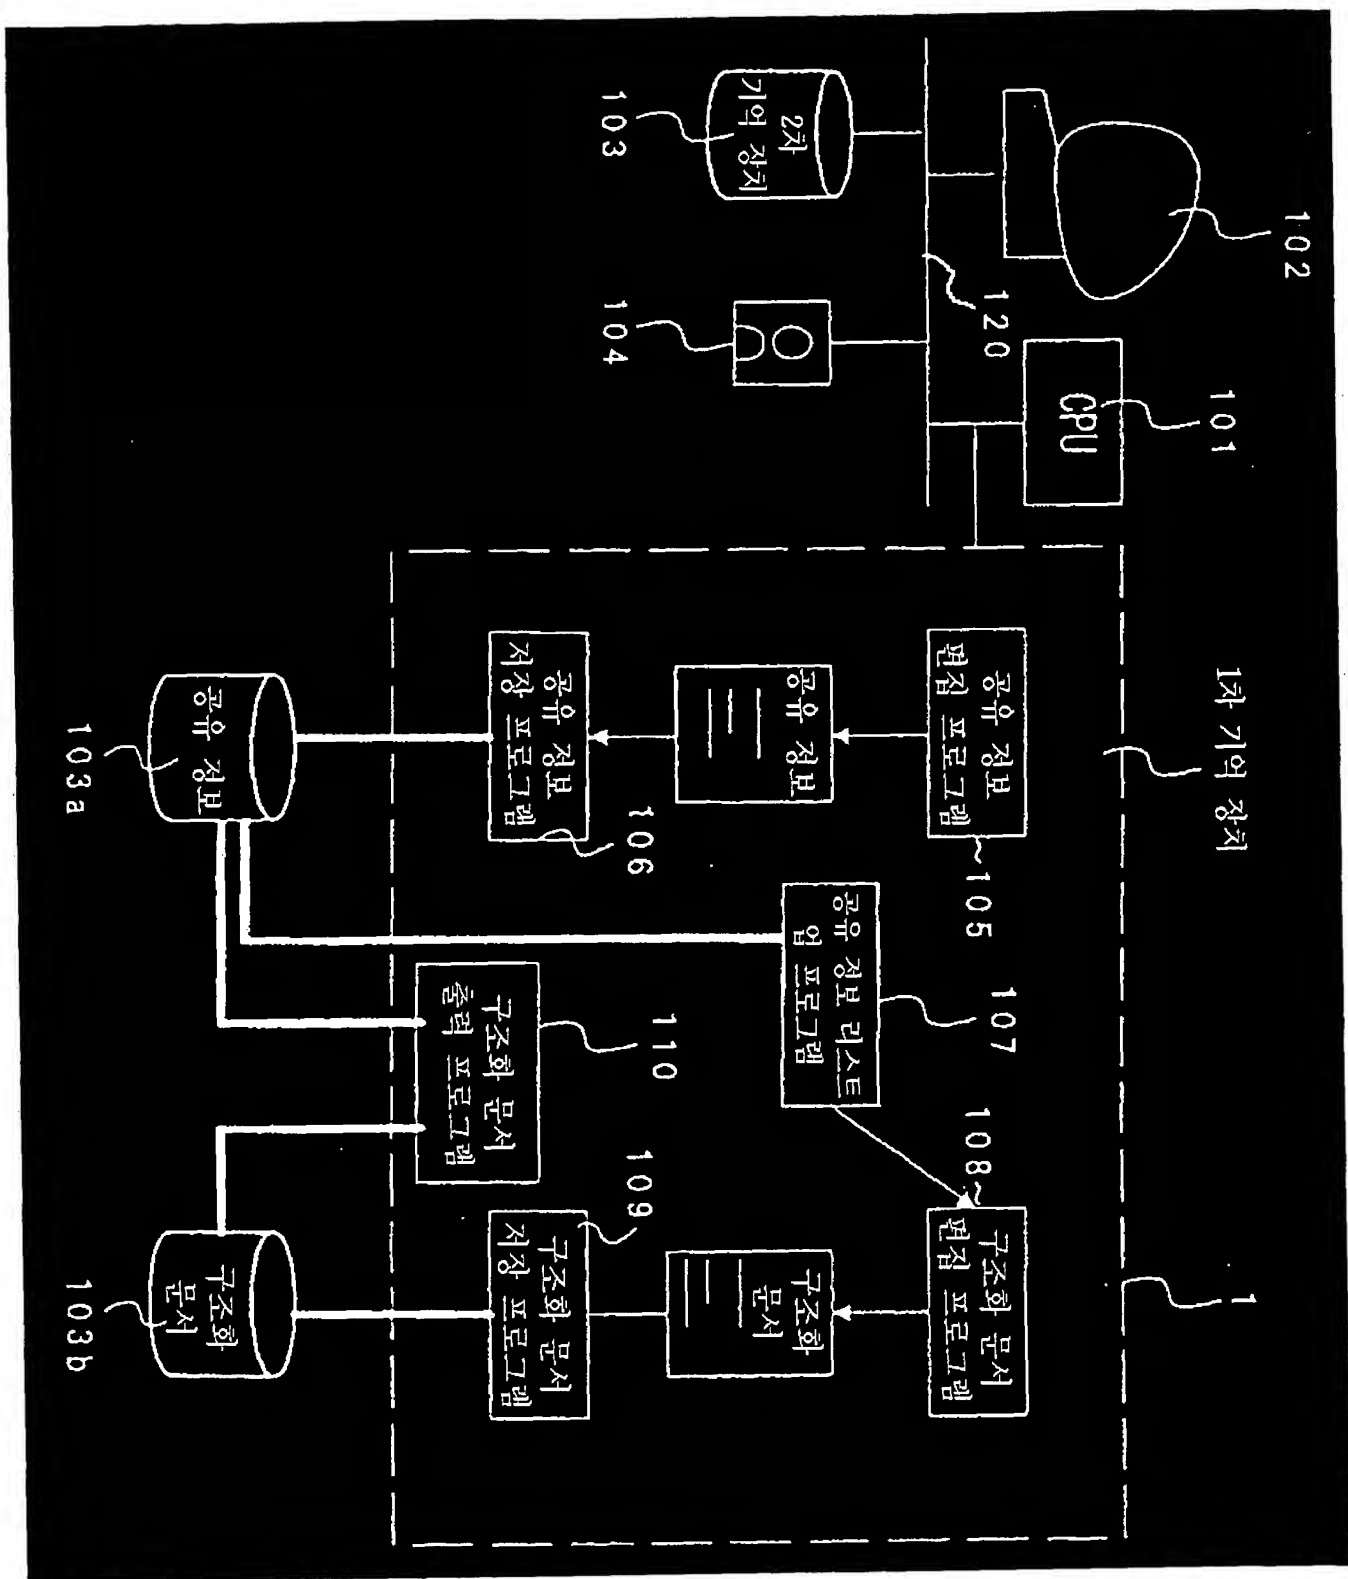 102
101
CPU
120
2차
기억 장치
103
104
1차 기억 장치
1
공유 정보
편집 프로그램
105
공유 정보
공유 정보
저장 프로그램
106
공유 정보 리스트
업 프로그램
107
구조화 문서
편집 프로그램
108
구조화
문서
구조화 문서
저장 프로그램
109
구조화 문서
출력 프로그램
110
공유 정보
103a
구조화
문서
103b